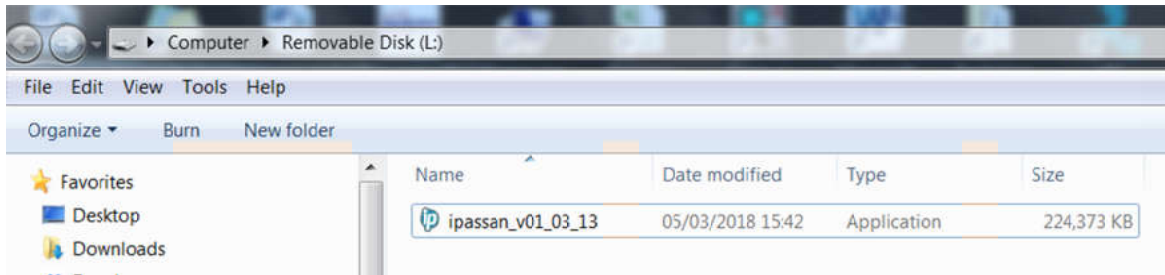 Computer Removable Disk (L:)
File Edit View Tools Help
Organize Burn New folder
Favorites
Desktop
Downloads
Name Date modified Type Size
ipassan_v01_03_13 05/03/2018 15:42 Application 224,373 KB